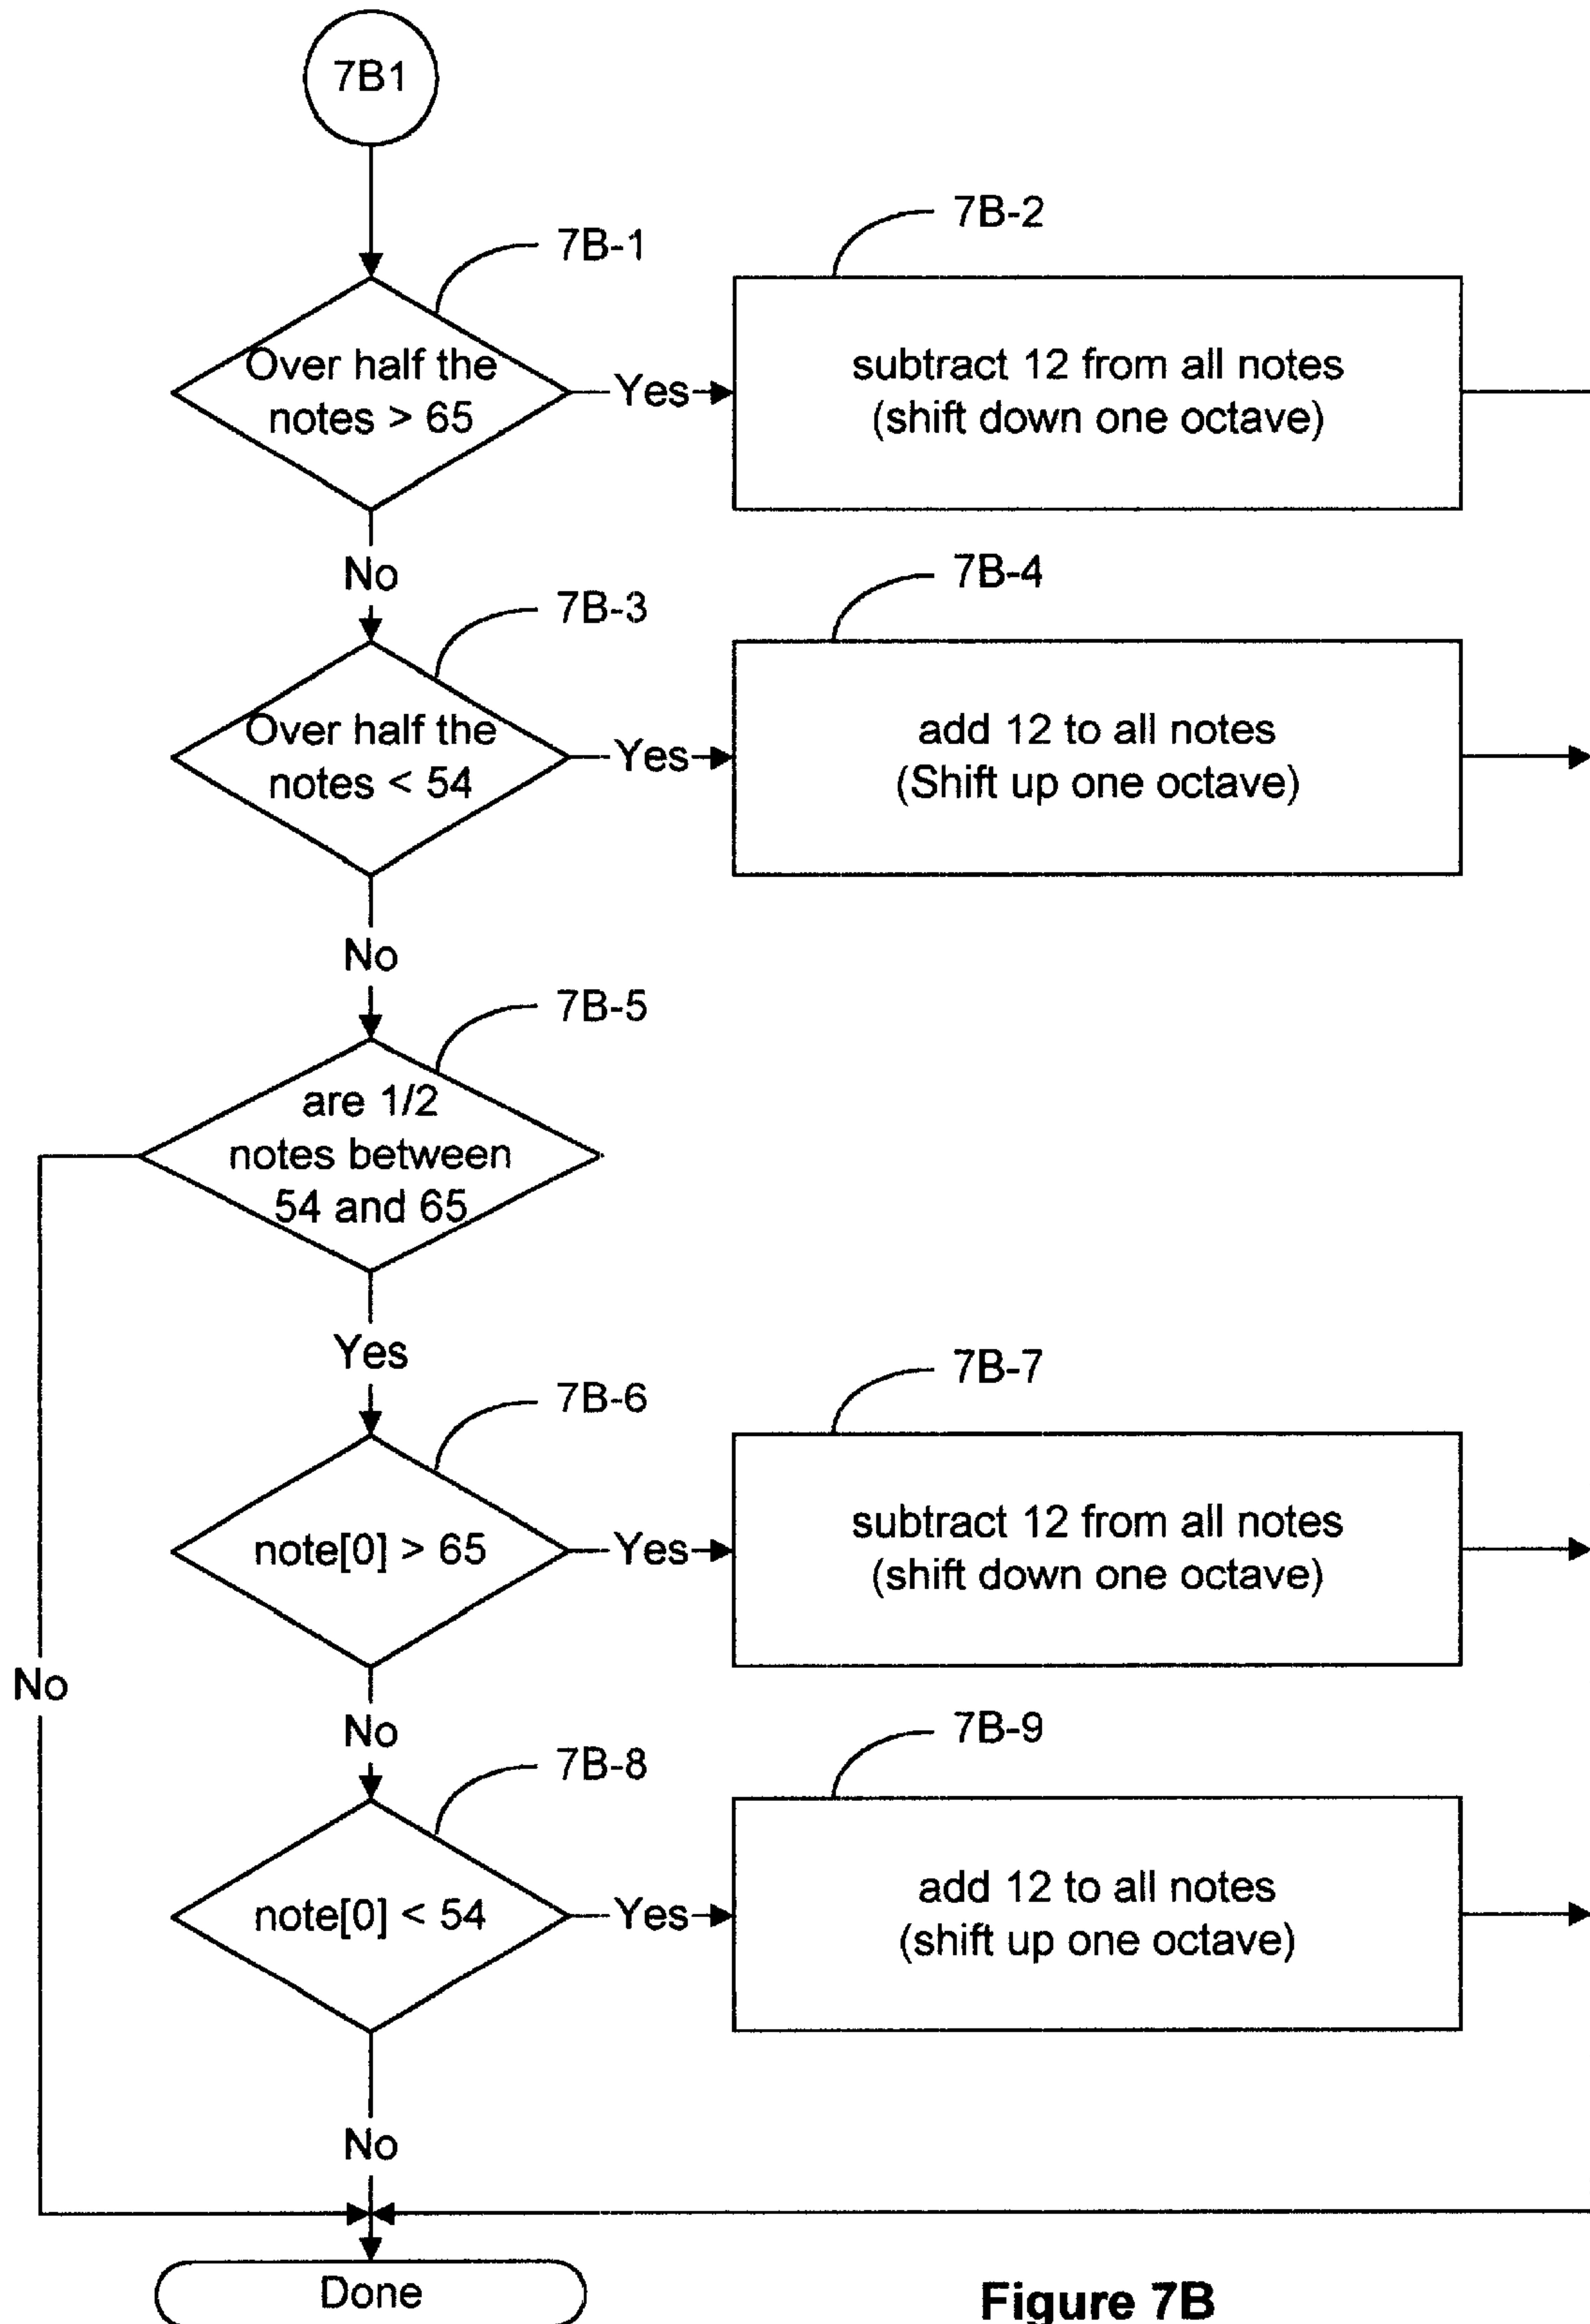 7B1
7B-1
7B-2
Over half the
notes > 65
Yes
subtract 12 from all notes
(shift down one octave)
No
7B-3
7B-4
Over half the
notes < 54
Yes
add 12 to all notes
(Shift up one octave)
No
7B-5
are 1/2
notes between
54 and 65
Yes
7B-6
7B-7
note[0] > 65
Yes
subtract 12 from all notes
(shift down one octave)
No
No
7B-8
7B-9
note[0] < 54
Yes
add 12 to all notes
(shift up one octave)
No
Done
Figure 7B